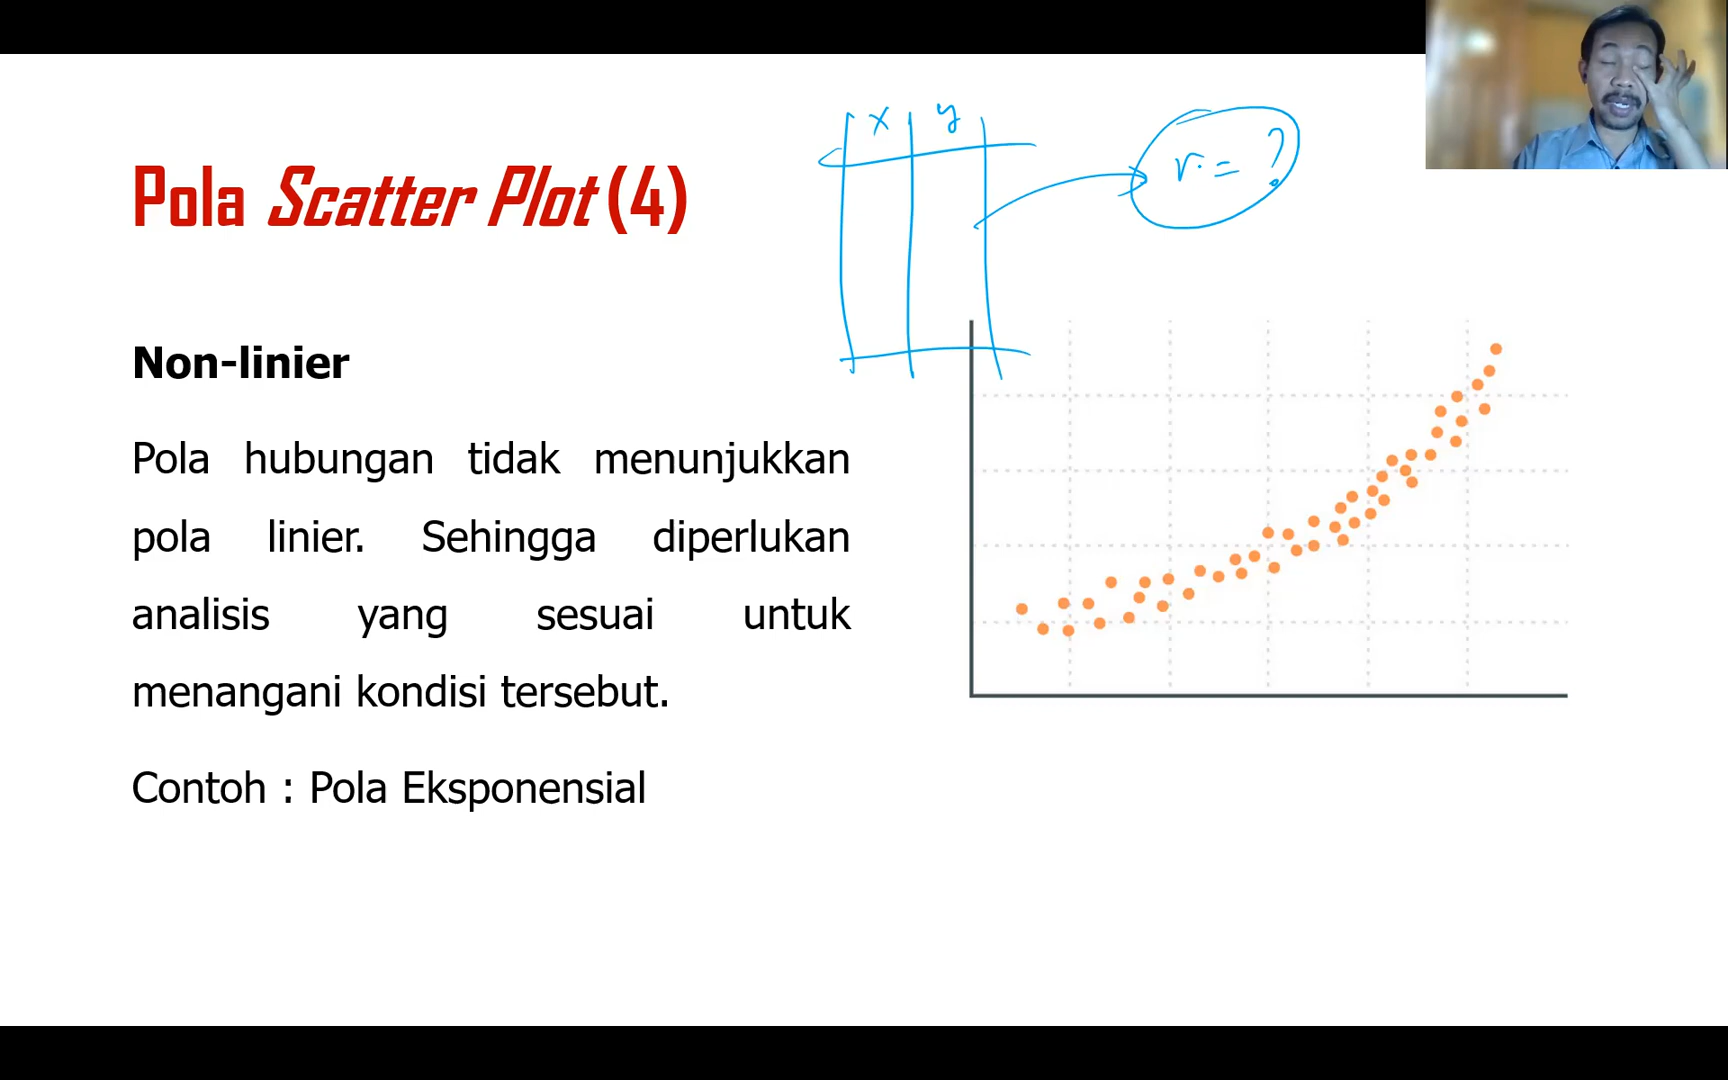 Pola Scatter Plot (4)
x y
r = ?
Non-linier
Pola hubungan tidak menunjukkan
pola linier. Sehingga diperlukan
analisis yang sesuai untuk
menangani kondisi tersebut.
Contoh : Pola Eksponensial